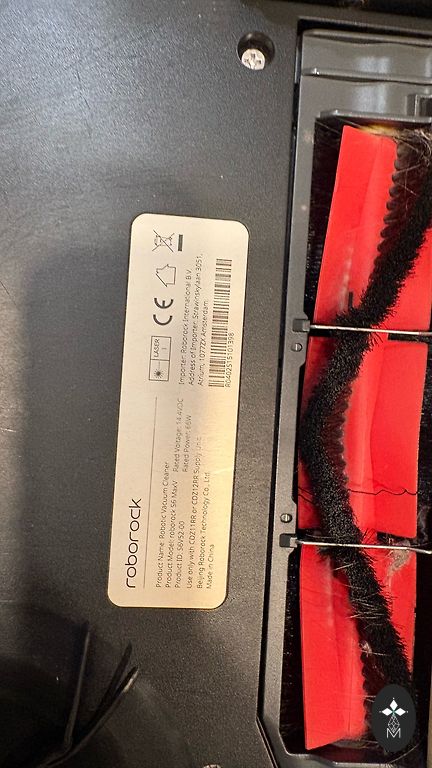 roborock
Product Name: Robotic Vacuum Cleaner
Product Model: roborock S6 MaxV Rated Voltage: 14.4VDC
Product ID: S6V52-00 Rated Power: 66W
Use only with CDZ11RR or CDZ12RR Supply Unit.
Beijing Roborock Technology Co., Ltd.
Made in China
LASER
1
CE
Importer: Roborock International B.V.
Address of Importer: Strawinskylaan 3051,
Atrium, 1077ZX Amsterdam.
L
M